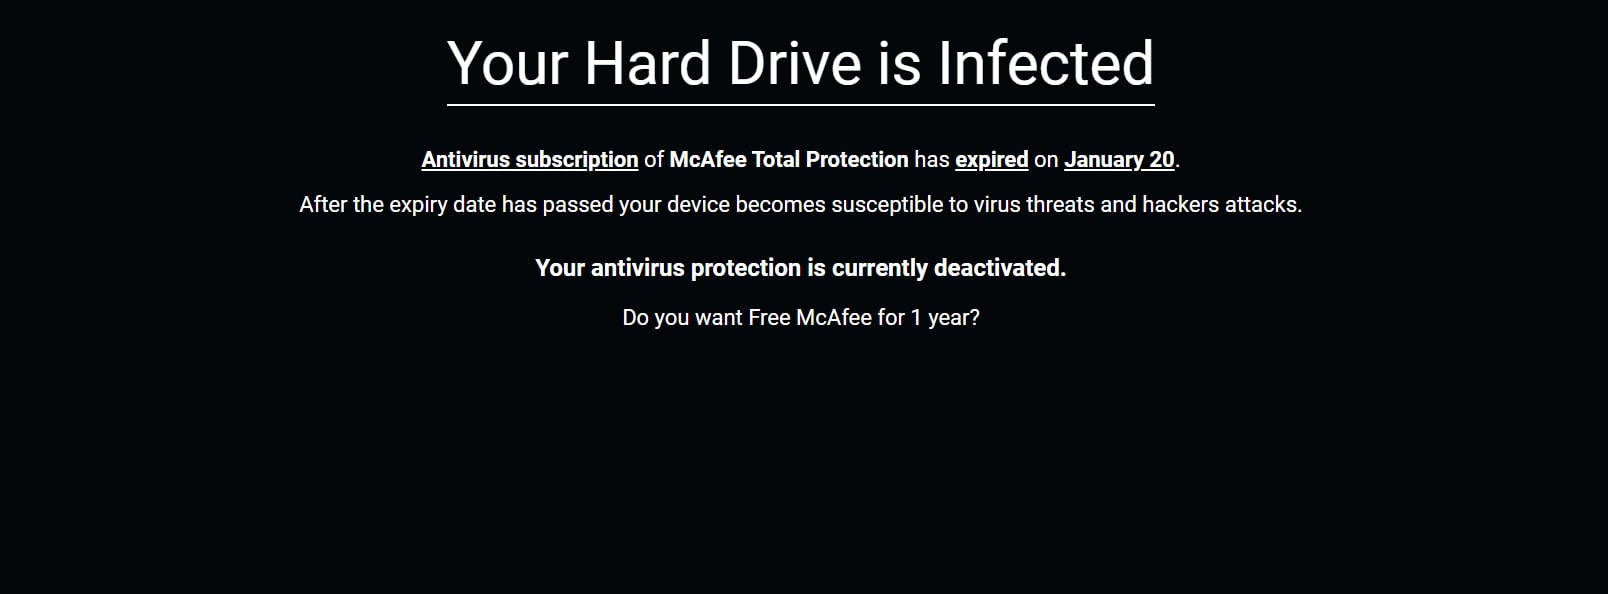 Your Hard Drive is Infected
Antivirus subscription of McAfee Total Protection has expired on January 20.
After the expiry date has passed your device becomes susceptible to virus threats and hackers attacks.
Your antivirus protection is currently deactivated.
Do you want Free McAfee for 1 year?